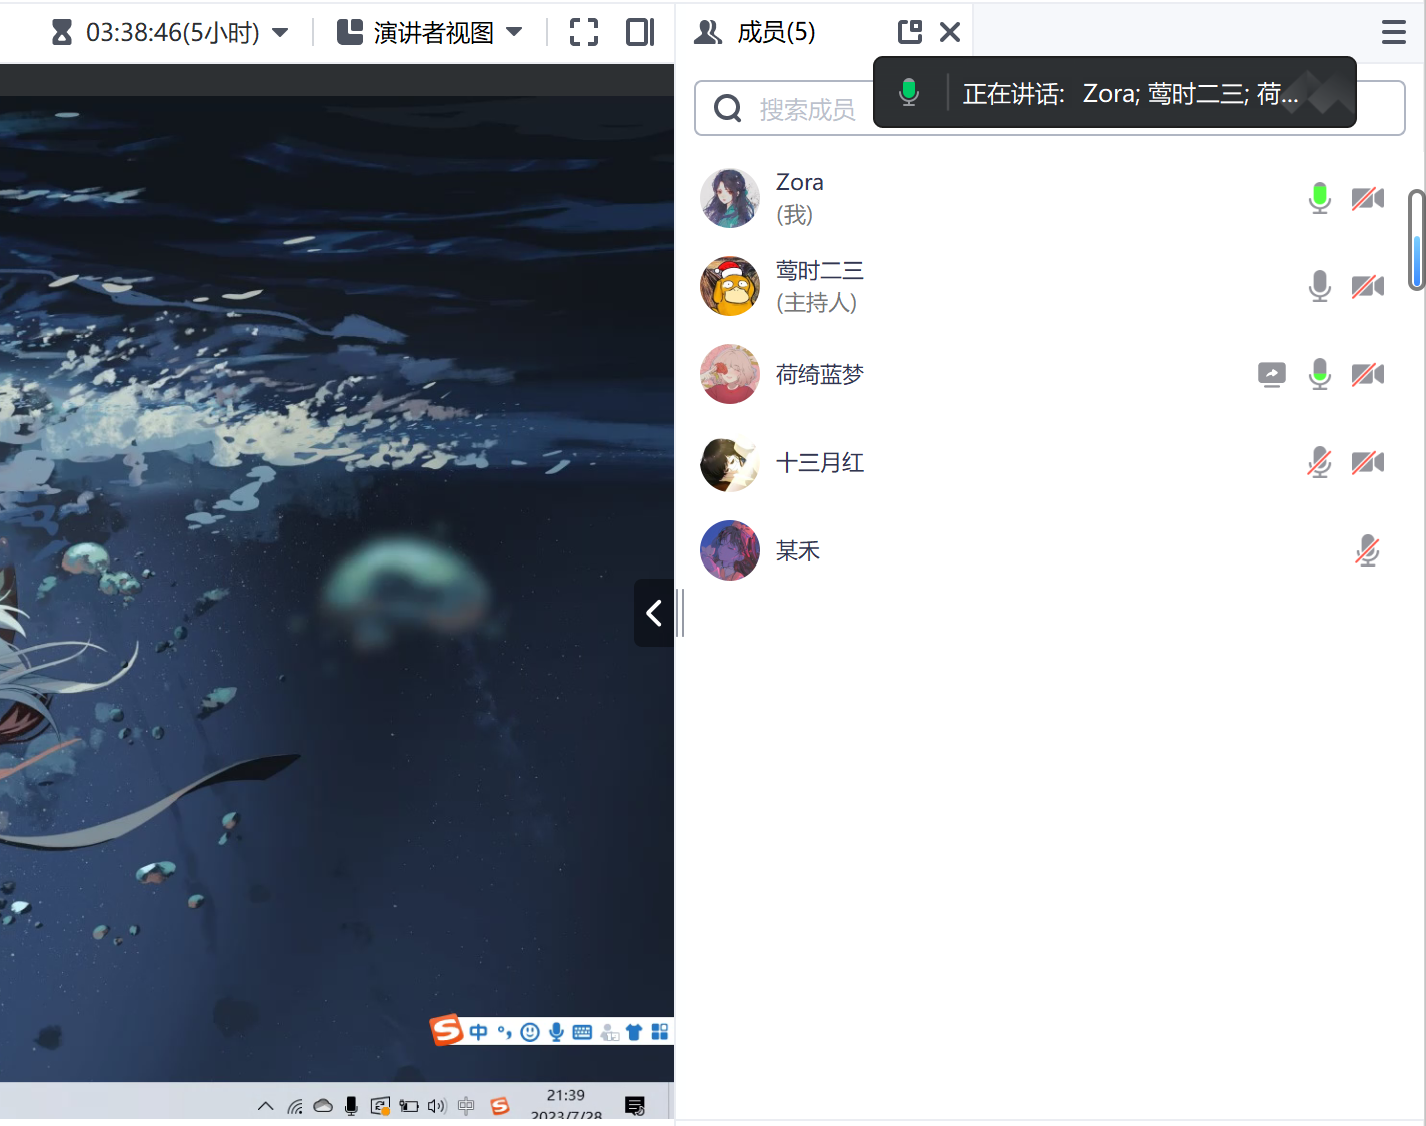 03:38:46(5小时)
演讲者视图
成员(5)
正在讲话: Zora; 莺时二三; 荷...
搜索成员
Zora
(我)
莺时二三
(主持人)
荷绮蓝梦
十三月红
某禾
S 中
中 S
21:39
2023/7/28